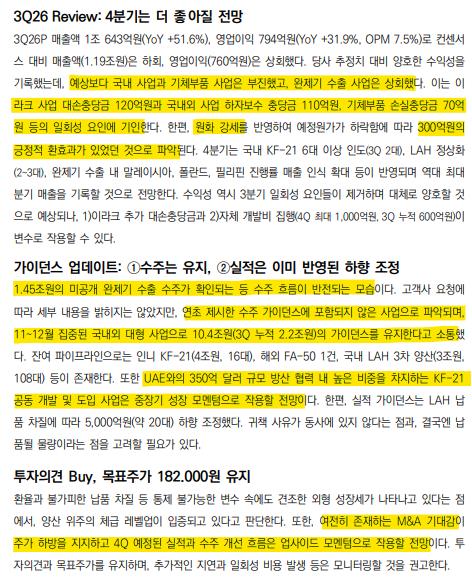 3Q26 Review: 4분기는 더 좋아질 전망
3Q26P 매출액 1조 643억원(YoY +51.6%), 영업이익 794억원(YoY +31.9%, OPM 7.5%)로 컨센서
스 대비 매출액(1.19조원)은 하회, 영업이익(760억원)은 상회했다. 당사 추정치 대비 양호한 수익성을
기록했는데, 예상보다 국내 사업과 기체부품 사업은 부진했고, 완제기 수출 사업은 상회했다. 이는 이
라크 사업 대손충당금 120억원과 국내외 사업 하자보수 충당금 110억원, 기체부품 손실충당금 70억
원 등의 일회성 요인에 기인한다. 한편, 원화 강세를 반영하여 예정원가가 하락함에 따라 300억원의
긍정적 환효과가 있었던 것으로 파악된다. 4분기는 국내 KF-21 6대 이상 인도(3Q 2대), LAH 정상화
(2~3대), 완제기 수출 내 말레이시아, 폴란드, 필리핀 진행률 매출 인식 확대 등이 반영되며 역대 최대
분기 매출을 기록할 것으로 전망한다. 수익성 역시 3분기 일회성 요인들이 제거하며 대체로 양호할 것
으로 예상되나, 1)이라크 추가 대손충당금과 2)자체 개발비 집행(4Q 최대 1,000억원, 3Q 누적 600억원)이
변수로 작용할 수 있다.
가이던스 업데이트: ①수주는 유지, ②실적은 이미 반영된 하향 조정
1.45조원의 미공개 완제기 수출 수주가 확인되는 등 수주 흐름이 반전되는 모습이다. 고객사 요청에
따라 세부 내용을 밝히지는 않았지만, 연초 제시한 수주 가이던스에 포함되지 않은 사업으로 파악되며,
11~12월 집중된 국내외 대형 사업으로 10.4조원(3Q 누적 2.2조원)의 가이던스를 유지한다고 소통했
다. 잔여 파이프라인으로는 인니 KF-21(4조원, 16대), 해외 FA-50 1건, 국내 LAH 3차 양산(3조원,
108대) 등이 존재한다. 또한 UAE와의 350억 달러 규모 방산 협력 내 높은 비중을 차지하는 KF-21
공동 개발 및 도입 사업은 중장기 성장 모멘텀으로 작용할 전망이다. 한편, 실적 가이던스는 LAH 납
품 차질에 따라 5,000억원(약 20대) 하향 조정했다. 귀책 사유가 동사에 있지 않다는 점과, 결국엔 납
품될 물량이라는 점을 고려할 필요가 있다.
투자의견 Buy, 목표주가 182.000원 유지
환율과 불가피한 납품 차질 등 통제 불가능한 변수 속에도 견조한 외형 성장세가 나타나고 있다는 점
에서, 양산 위주의 체급 레벨업이 입증되고 있다고 판단한다. 또한, 여전히 존재하는 M&A 기대감이
주가 하방을 지지하고 4Q 예정된 실적과 수주 개선 흐름은 업사이드 모멘텀으로 작용할 전망이다. 투
자의견과 목표주가를 유지하며, 추가적인 지연과 일회성 비용 발생 등은 모니터링할 것을 권고한다.